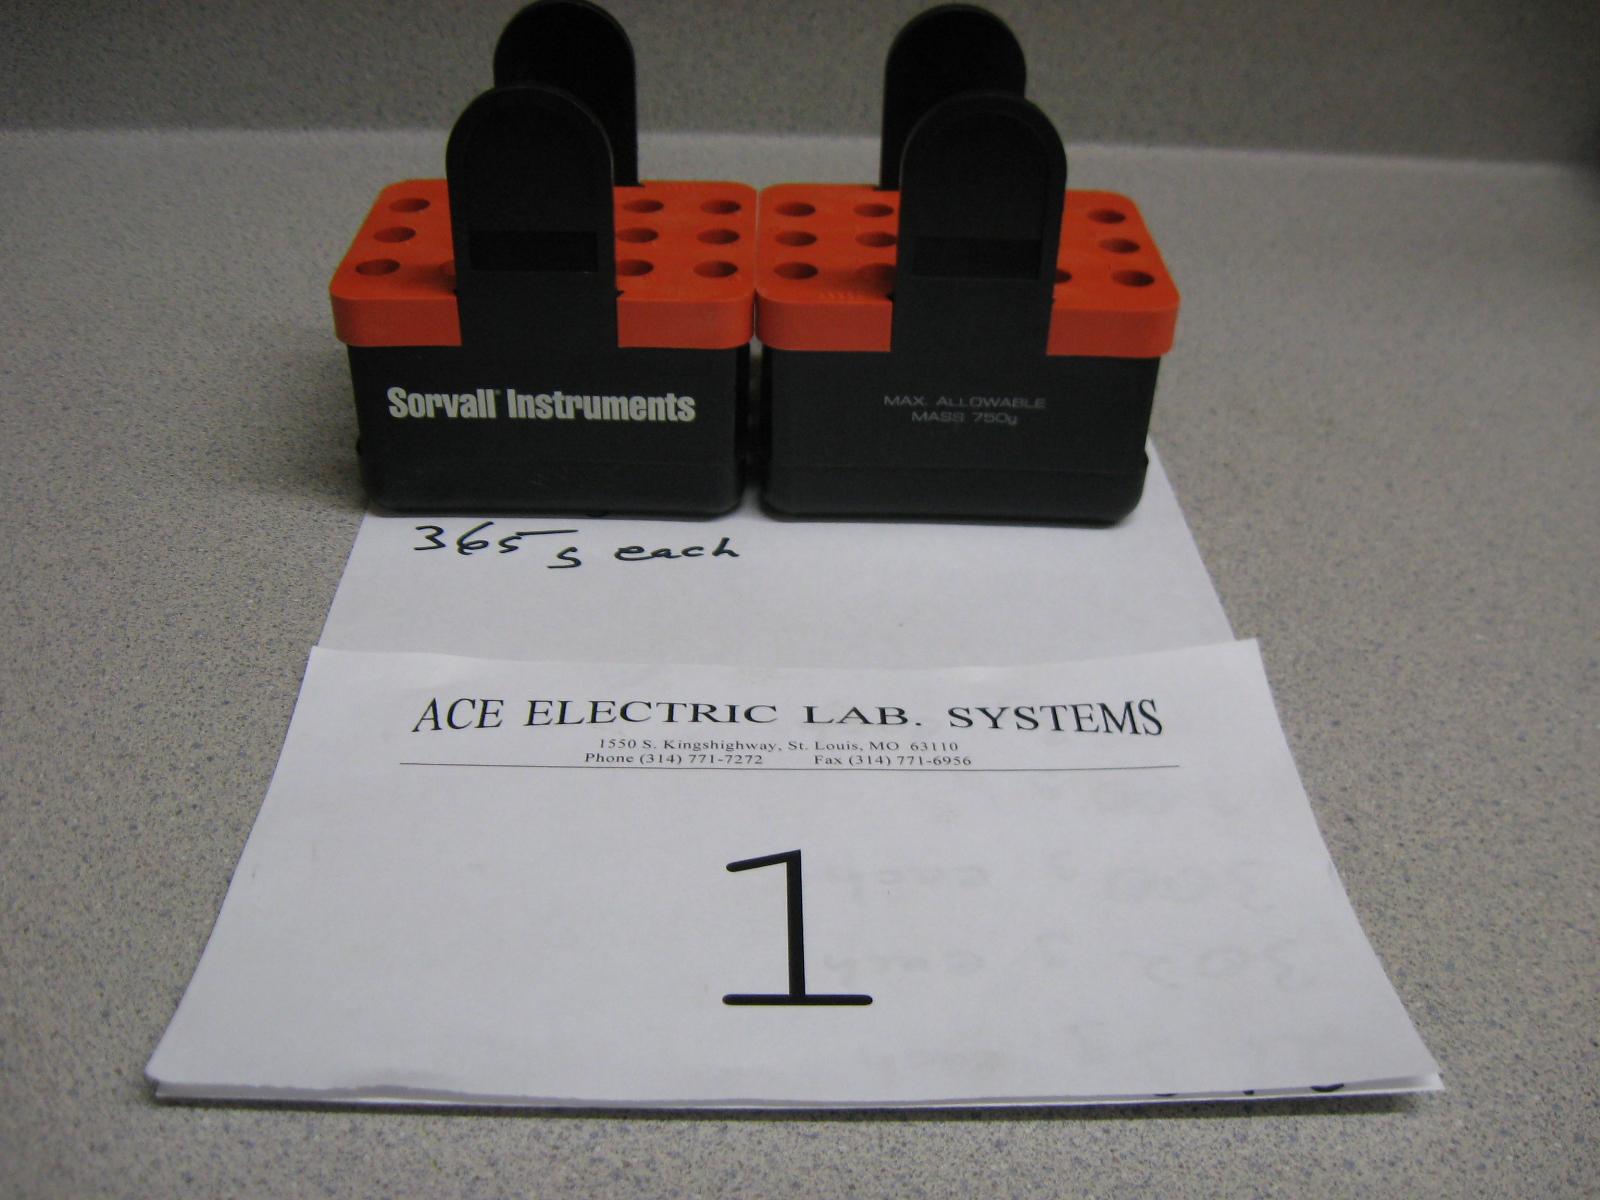 Sorvall Instruments
MAX. ALLOWABLE
MASS 750g
365 g each
ACE ELECTRIC LAB. SYSTEMS
1550 S. Kingshighway, St. Louis, MO 63110
Phone (314) 771-7272 Fax (314) 771-6956
1